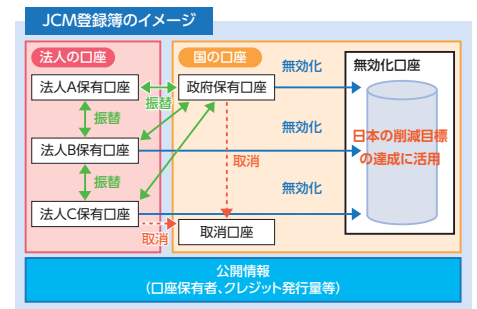 JCM登録簿のイメージ
法人の口座
国の口座
法人A保有口座
政府保有口座
無効化
無効化口座
振替
振替
法人B保有口座
無効化
日本の削減目標
の達成に活用
取消
振替
法人C保有口座
無効化
取消
取消口座
公開情報
(口座保有者、クレジット発行量等)